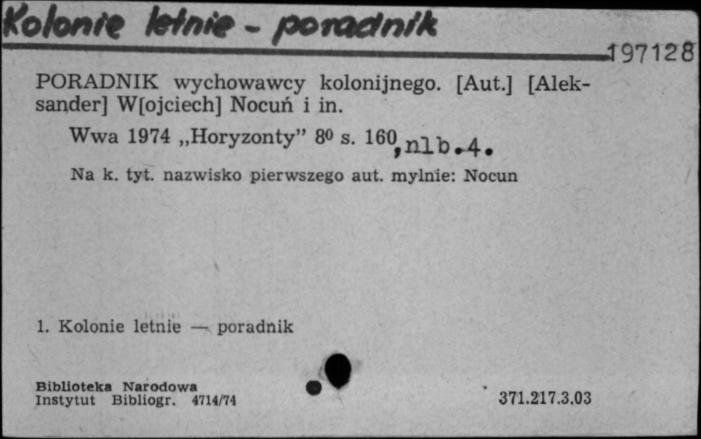 Kolonie letnie - poradnik
197128
PORADNIK wychowawcy kolonijnego. [Aut.] [Alek-
sander] W[ojciech] Nocuń i in.
Wwa 1974 „Horyzonty” 8⁰ s. 160, nlb.4.
Na k. tyt. nazwisko pierwszego aut. mylnie: Nocun
1. Kolonie letnie — poradnik
Biblioteka Narodowa
Instytut Bibliogr. 4714/74
371.217.3.03